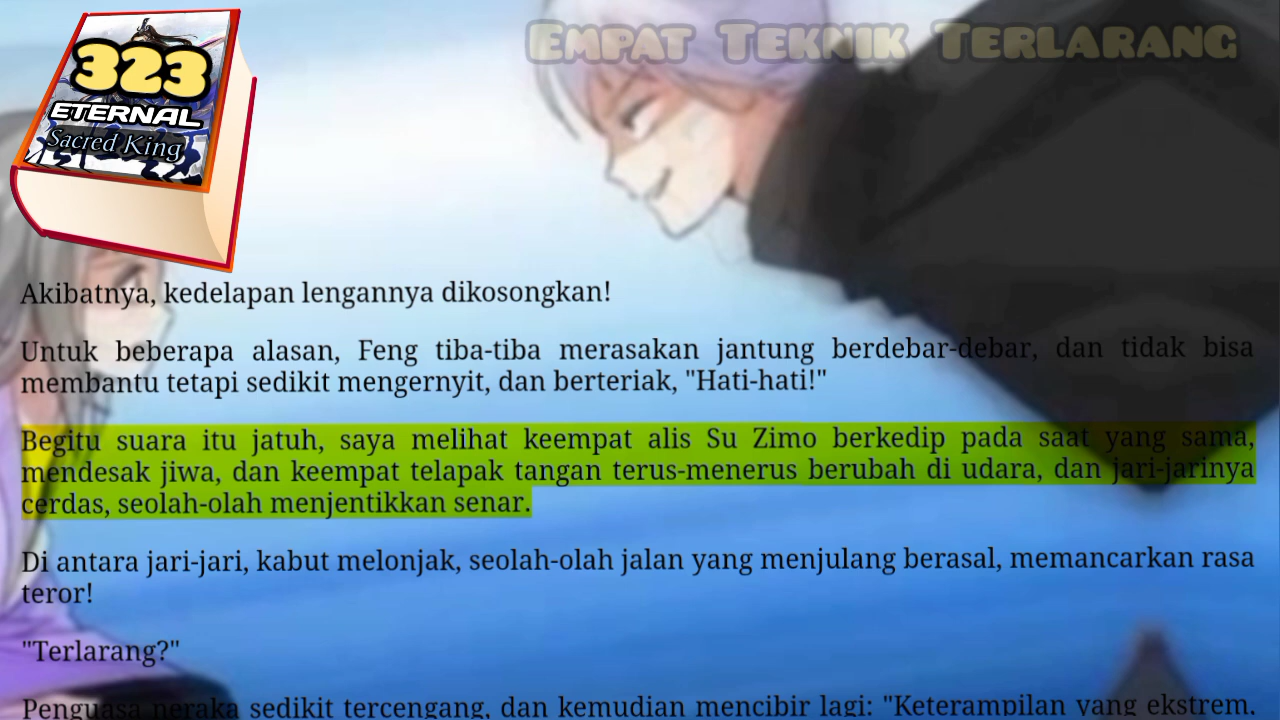 323
ETERNAL
Sacred King
Empat Teknik Terlarang
Akibatnya, kedelapan lengannya dikosongkan!
Untuk beberapa alasan, Feng tiba-tiba merasakan jantung berdebar-debar, dan tidak bisa
membantu tetapi sedikit mengernyit, dan berteriak, "Hati-hati!"
Begitu suara itu jatuh, saya melihat keempat alis Su Zimo berkedip pada saat yang sama,
mendesak jiwa, dan keempat telapak tangan terus-menerus berubah di udara, dan jari-jarinya
cerdas, seolah-olah menjentikkan senar.
Di antara jari-jari, kabut melonjak, seolah-olah jalan yang menjulang berasal, memancarkan rasa
teror!
"Terlarang?"
Penguasa neraka sedikit tercengang, dan kemudian mencibir lagi: "Keterampilan yang ekstrem,